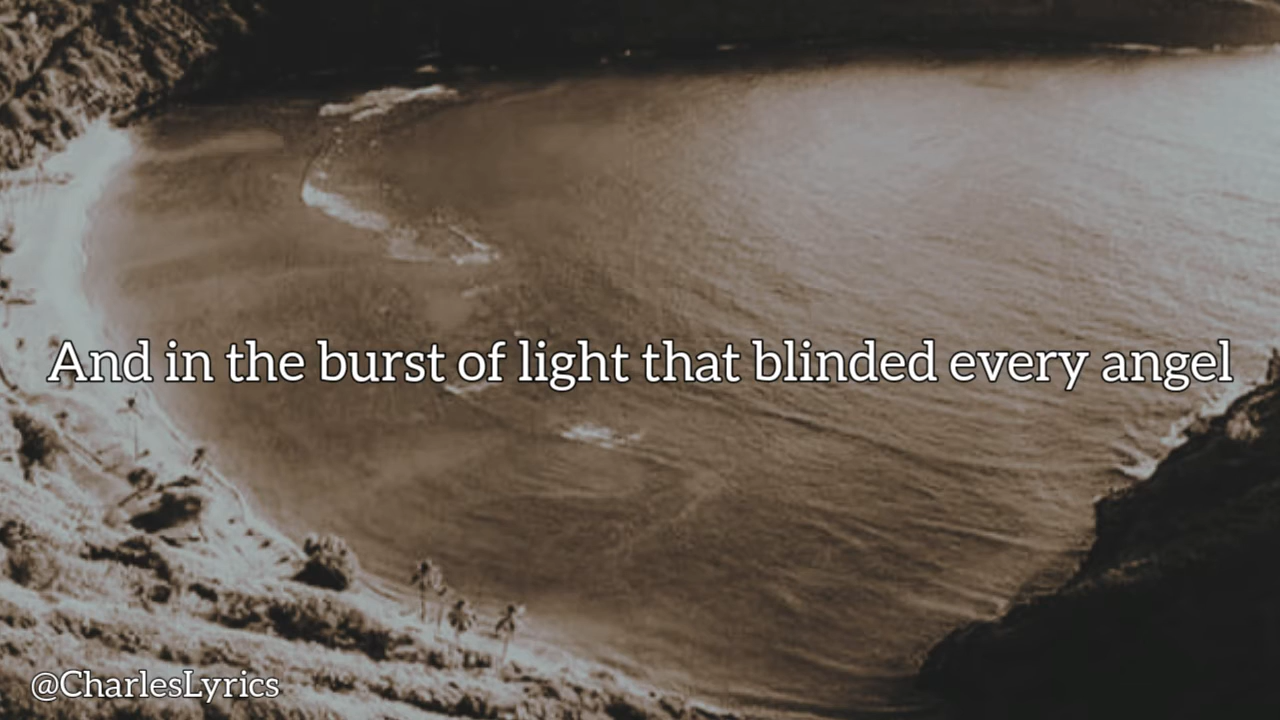 And in the burst of light that blinded every angel
@CharlesLyrics